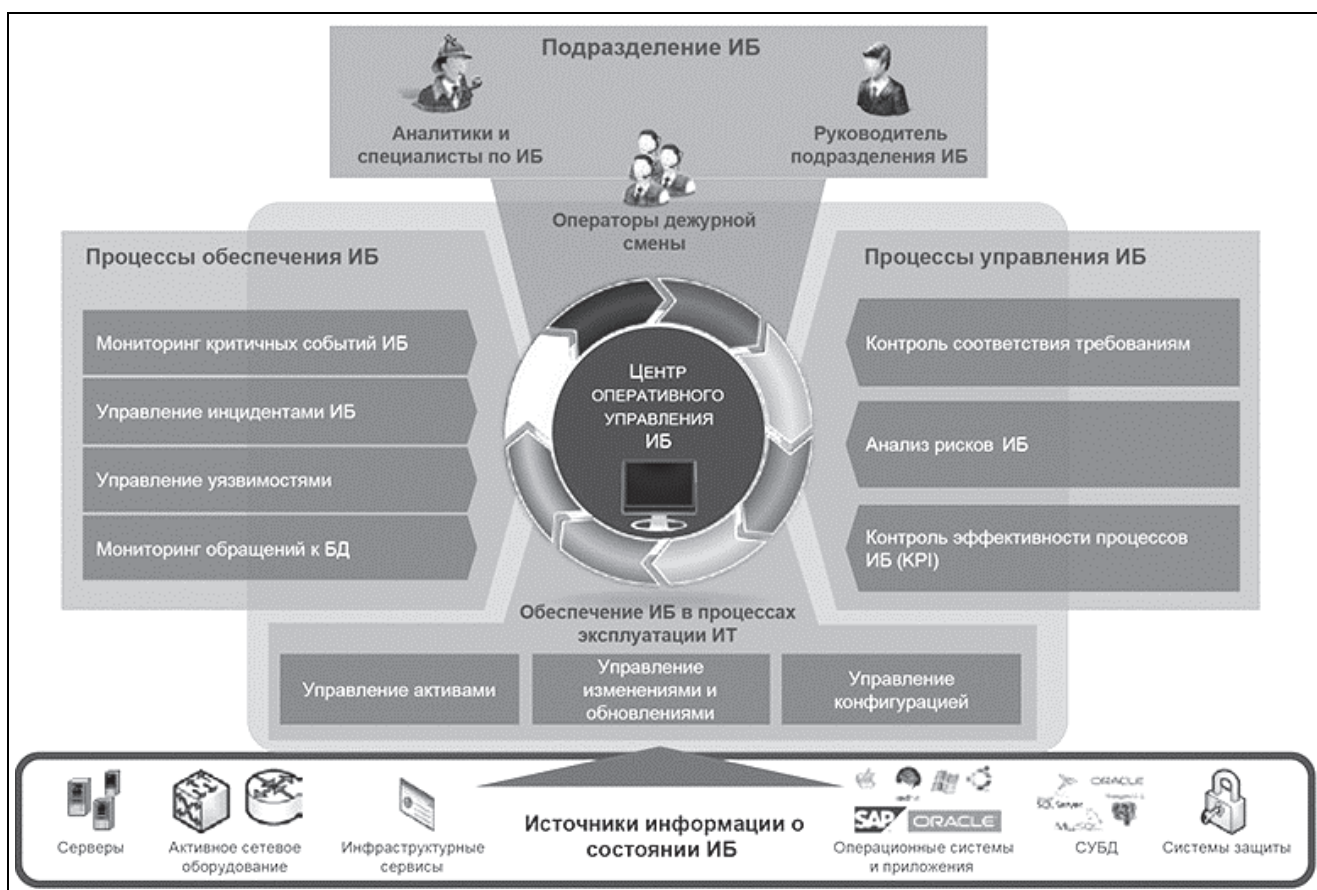 Подразделение ИБ
Аналитики и
специалисты по ИБ
Руководитель
подразделения ИБ
Операторы дежурной
смены
Процессы обеспечения ИБ
Мониторинг критичных событий ИБ
Управление инцидентами ИБ
Управление уязвимостями
Мониторинг обращений к БД
Центр
оперативного
управления
ИБ
Процессы управления ИБ
Контроль соответствия требованиям
Анализ рисков ИБ
Контроль эффективности процессов
ИБ (KPI)
Обеспечение ИБ в процессах
эксплуатации ИТ
Управление активами
Управление
изменениями и
обновлениями
Управление
конфигурацией
Серверы
Активное сетевое
оборудование
Инфраструктурные
сервисы
Источники информации о
состоянии ИБ
SAP
ORACLE
Операционные системы
и приложения
ORACLE
SQL Server
MySQL
СУБД
Системы защиты